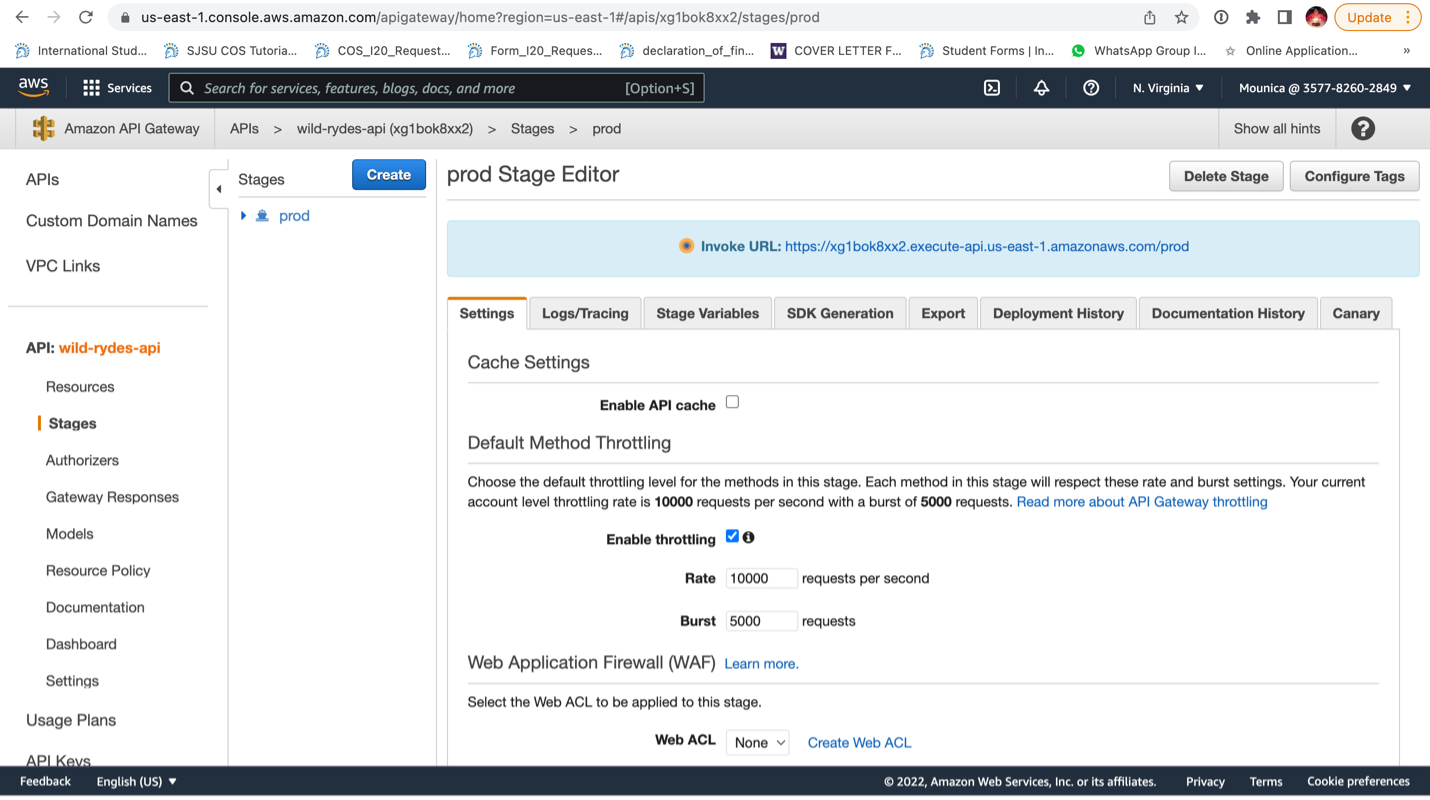 us-east-1.console.aws.amazon.com/apigateway/home?region=us-east-1#/apis/xg1bok8xx2/stages/prod
Update
International Stud...
SJSU COS Tutoria...
COS_I20_Request...
Form_I20_Reques...
declaration_of_fin...
W COVER LETTER F...
Student Forms | In...
WhatsApp Group I...
Online Application...
»
aws
Services
Search for services, features, blogs, docs, and more
[Option+S]
N. Virginia ▼
Mounica @ 3577-8260-2849 ▼
Amazon API Gateway
APIs > wild-rydes-api (xg1bok8xx2) > Stages > prod
Show all hints
?
APIs
Custom Domain Names
VPC Links
API: wild-rydes-api
Resources
Stages
Authorizers
Gateway Responses
Models
Resource Policy
Documentation
Dashboard
Settings
Usage Plans
API Keys
Stages
Create
prod
prod Stage Editor
Delete Stage
Configure Tags
Invoke URL: https://xg1bok8xx2.execute-api.us-east-1.amazonaws.com/prod
Settings
Logs/Tracing
Stage Variables
SDK Generation
Export
Deployment History
Documentation History
Canary
Cache Settings
Enable API cache
Default Method Throttling
Choose the default throttling level for the methods in this stage. Each method in this stage will respect these rate and burst settings. Your current
account level throttling rate is 10000 requests per second with a burst of 5000 requests. Read more about API Gateway throttling
Enable throttling
Rate 10000 requests per second
Burst 5000 requests
Web Application Firewall (WAF) Learn more.
Select the Web ACL to be applied to this stage.
Web ACL None Create Web ACL
Feedback
English (US) ▼
© 2022, Amazon Web Services, Inc. or its affiliates.
Privacy
Terms
Cookie preferences